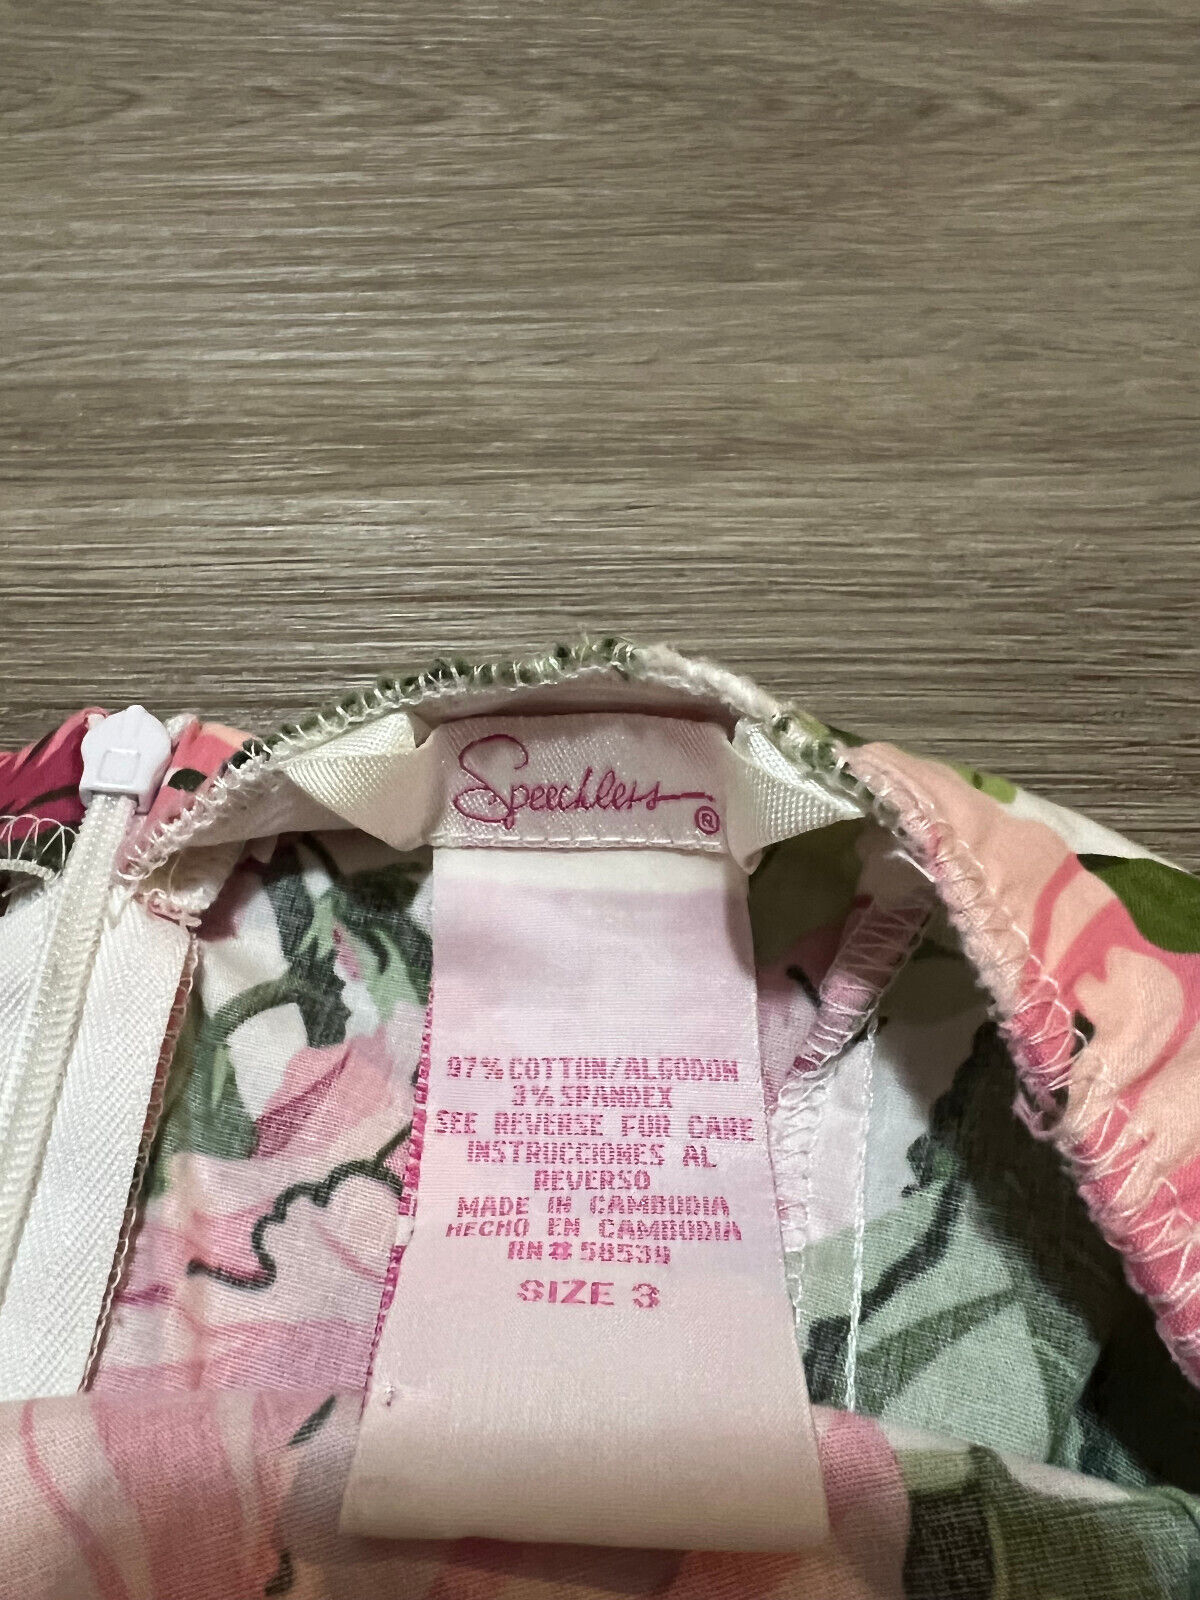 Speechless ®
97% COTTON/ALGODON
3% SPANDEX
SEE REVERSE FOR CARE
INSTRUCCIONES AL
REVERSO
MADE IN CAMBODIA
HECHO EN CAMBODIA
RN# 58539
SIZE 3